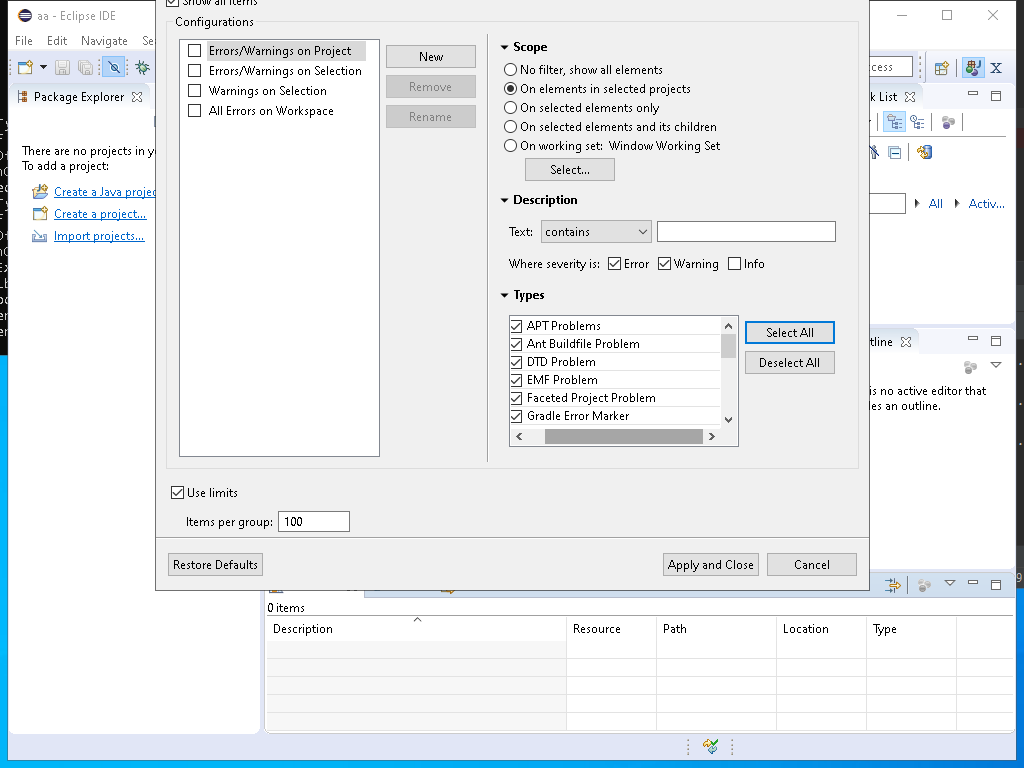 aa - Eclipse IDE
Show all items
File Edit Navigate Se
Configurations
Errors/Warnings on Project
Errors/Warnings on Selection
Warnings on Selection
All Errors on Workspace
New
Remove
Rename
Scope
No filter, show all elements
On elements in selected projects
On selected elements only
On selected elements and its children
On working set: Window Working Set
Select...
Description
Text: contains
Where severity is: Error Warning Info
Types
APT Problems
Ant Buildfile Problem
DTD Problem
EMF Problem
Faceted Project Problem
Gradle Error Marker
Select All
Deselect All
Use limits
Items per group: 100
Restore Defaults
Apply and Close
Cancel
Package Explorer
There are no projects in y
To add a project:
Create a Java projec
Create a project...
Import projects...
cess
k List
All Activ...
tline
is no active editor that
des an outline.
0 items
Description Resource Path Location Type